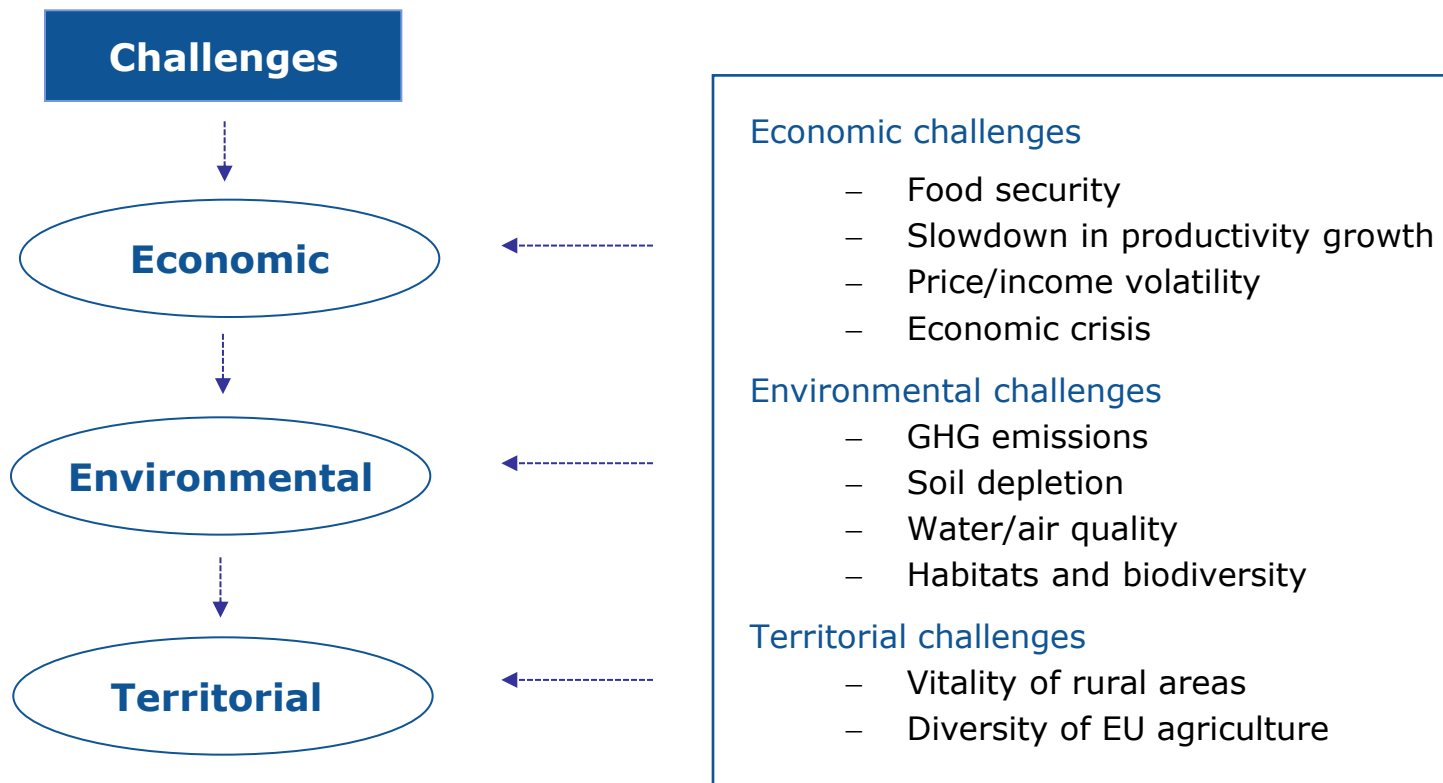 Challenges
Economic
Environmental
Territorial
Economic challenges
– Food security
– Slowdown in productivity growth
– Price/income volatility
– Economic crisis
Environmental challenges
– GHG emissions
– Soil depletion
– Water/air quality
– Habitats and biodiversity
Territorial challenges
– Vitality of rural areas
– Diversity of EU agriculture